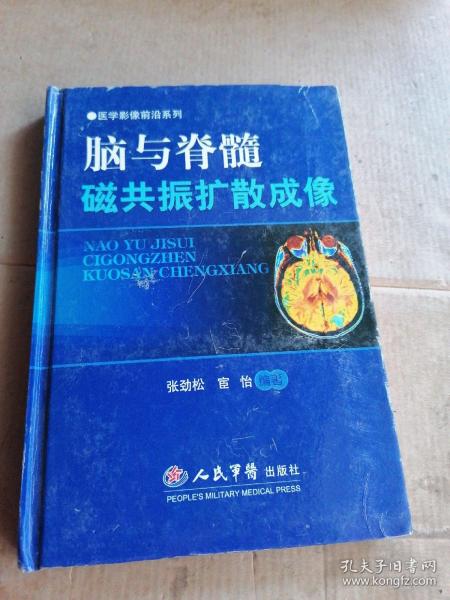 ●医学影像前沿系列
脑与脊髓
磁共振扩散成像
NAO YU JISUI
CIGONGZHEN
KUOSAN CHENGXIANG
张劲松 宦怡 编著
人民军医 出版社
PEOPLE'S MILITARY MEDICAL PRESS
孔夫子旧书网
www.kongfz.com